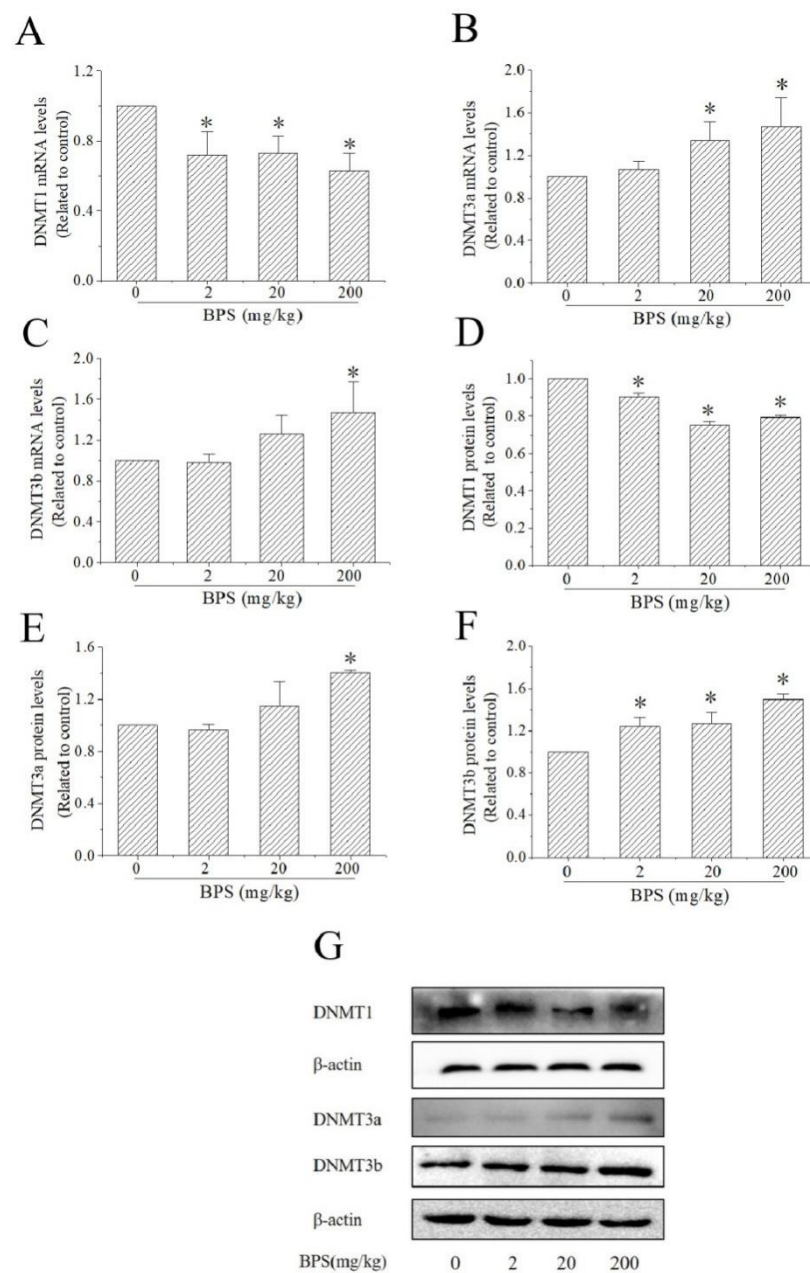 A
DNMT1 mRNA levels
(Related to control)
1.2
0.8
0.4
0.0
*
*
*
0 2 20 200
BPS (mg/kg)
B
DNMT3a mRNA levels
(Related to control)
2.0
1.6
1.2
0.8
0.4
0.0
*
*
0 2 20 200
BPS (mg/kg)
C
DNMT3b mRNA levels
(Related to control)
2.0
1.6
1.2
0.8
0.4
0.0
*
0 2 20 200
BPS (mg/kg)
D
DNMT1 protein levels
(Related to control)
1.0
0.8
0.6
0.4
0.2
0.0
*
*
*
0 2 20 200
BPS (mg/kg)
E
DNMT3a protein levels
(Related to control)
1.6
1.2
0.8
0.4
0.0
*
0 2 20 200
BPS (mg/kg)
F
DNMT3b protein levels
(Related to control)
2.0
1.6
1.2
0.8
0.4
0.0
*
*
*
0 2 20 200
BPS (mg/kg)
G
DNMT1
β-actin
DNMT3a
DNMT3b
β-actin
BPS(mg/kg) 0 2 20 200